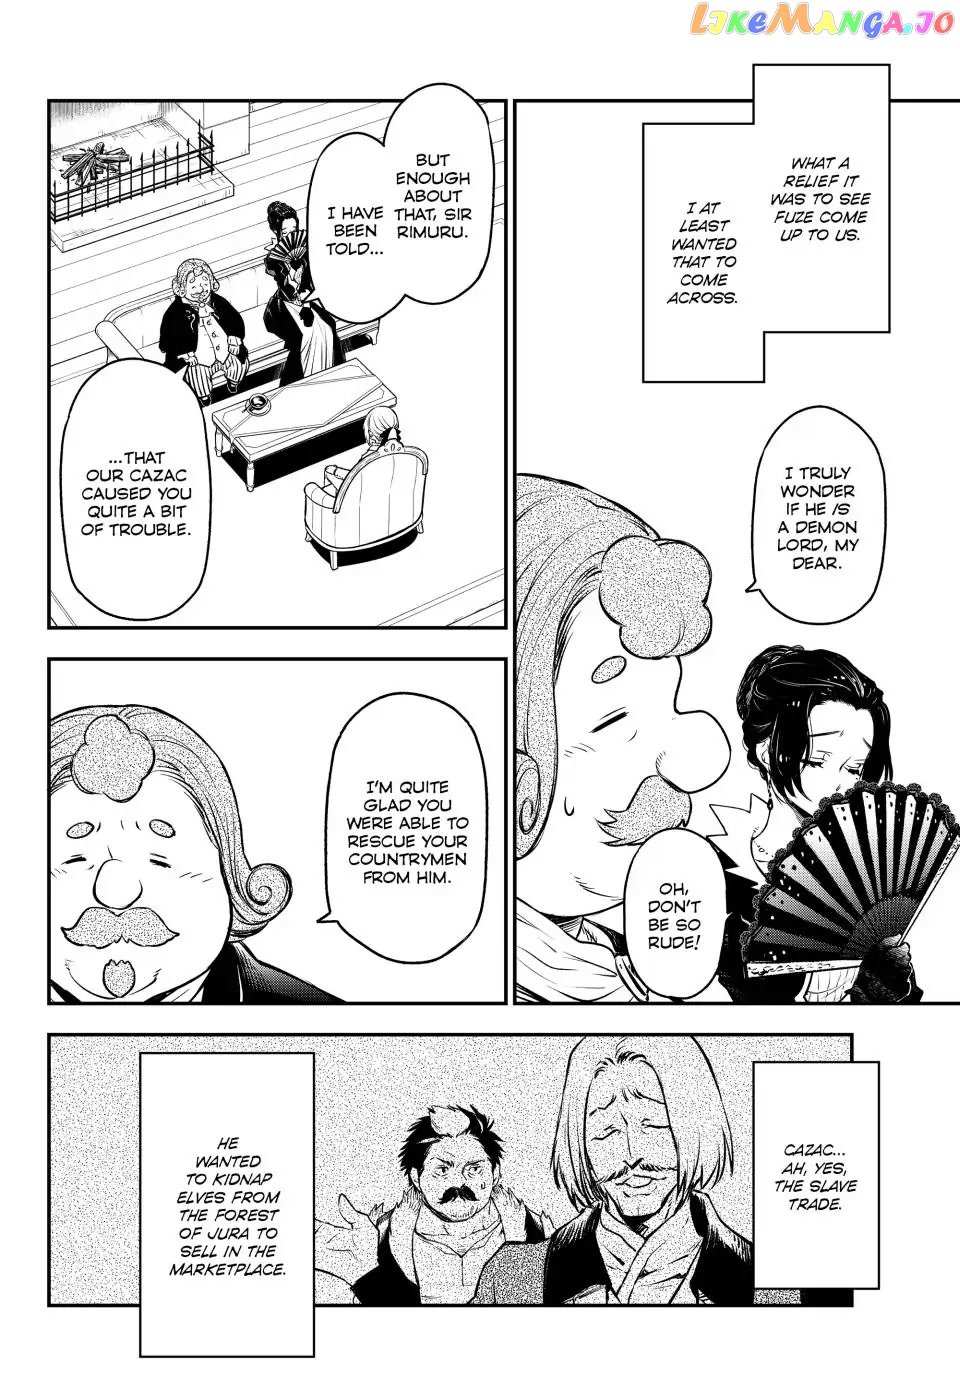 LIKEMANGA.IO
WHAT A
RELIEF IT
WAS TO SEE
FUZE COME
UP TO US.
I AT
LEAST
WANTED
THAT TO
COME
ACROSS.
I TRULY
WONDER
IF HE IS
A DEMON
LORD, MY
DEAR.
OH,
DON'T
BE SO
RUDE!
BUT
ENOUGH
ABOUT
THAT, SIR
RIMURU.
I HAVE
BEEN
TOLD...
...THAT
OUR CAZAC
CAUSED YOU
QUITE A BIT
OF TROUBLE.
I'M QUITE
GLAD YOU
WERE ABLE TO
RESCUE YOUR
COUNTRYMEN
FROM HIM.
CAZAC...
AH, YES,
THE SLAVE
TRADE.
HE
WANTED
TO KIDNAP
ELVES FROM
THE FOREST
OF JURA TO
SELL IN THE
MARKETPLACE.